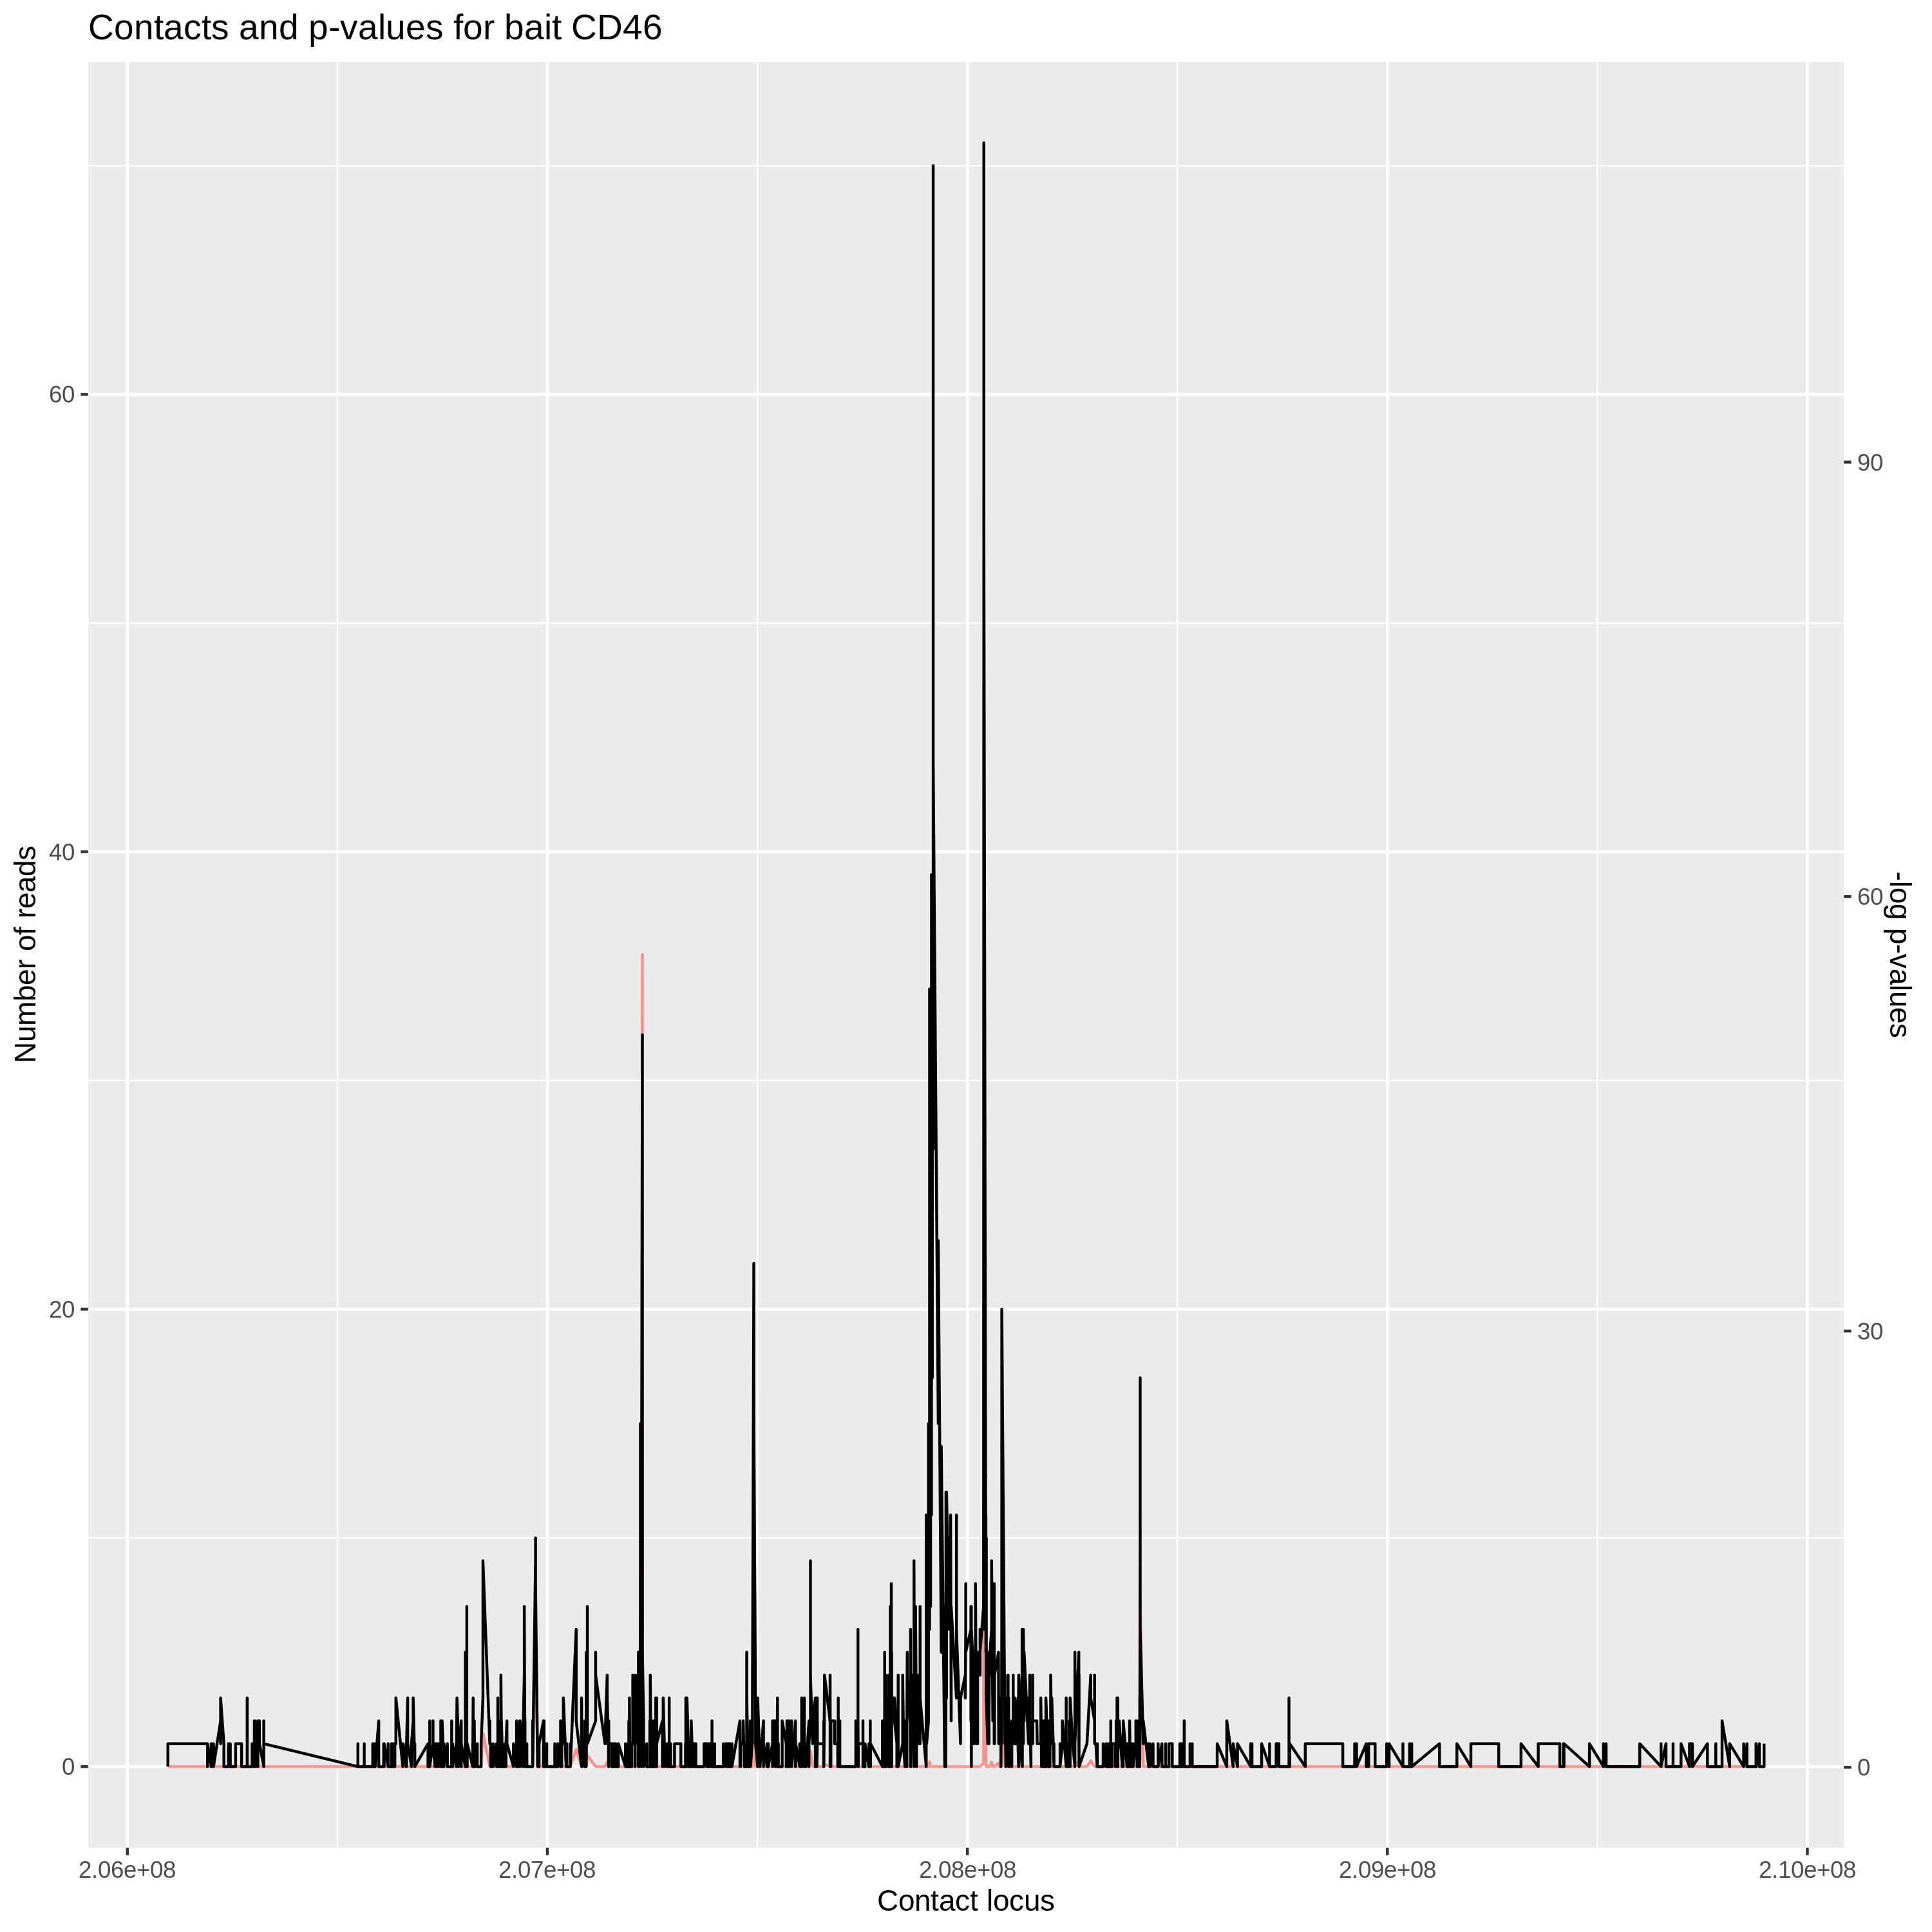 Contacts and p-values for bait CD46
60
40
20
0
Number of reads
90
60
30
0
-log p-values
2.06e+08 2.07e+08 2.08e+08 2.09e+08 2.10e+08
Contact locus